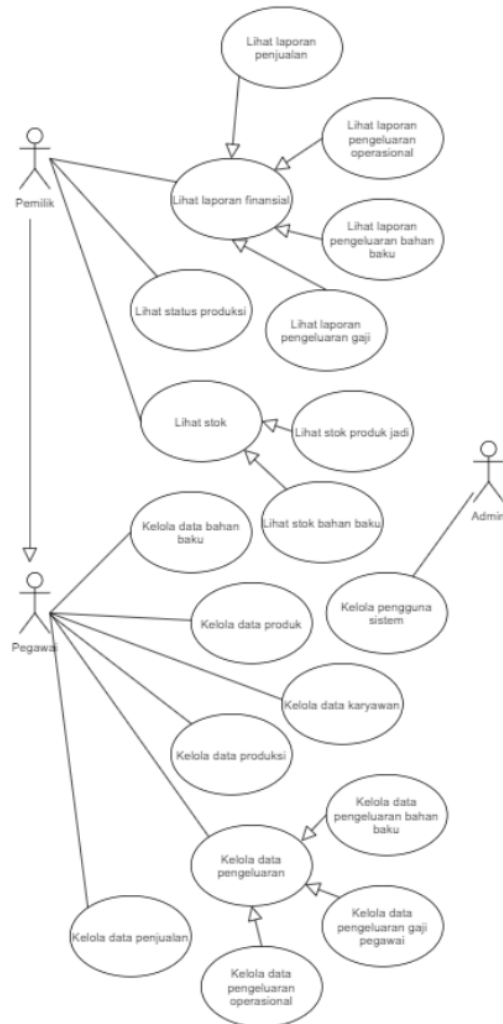 Lihat laporan
penjualan
Lihat laporan
pengeluaran
operasional
Pemilik
Lihat laporan finansial
Lihat laporan
pengeluaran bahan
baku
Lihat status produksi
Lihat laporan
pengeluaran gaji
Lihat stok
Lihat stok produk jadi
Admin
Kelola data bahan
baku
Lihat stok bahan baku
Pegawai
Kelola data produk
Kelola pengguna
sistem
Kelola data karyawan
Kelola data produksi
Kelola data
pengeluaran bahan
baku
Kelola data
pengeluaran
Kelola data penjualan
Kelola data
pengeluaran gaji
pegawai
Kelola data
pengeluaran
operasional